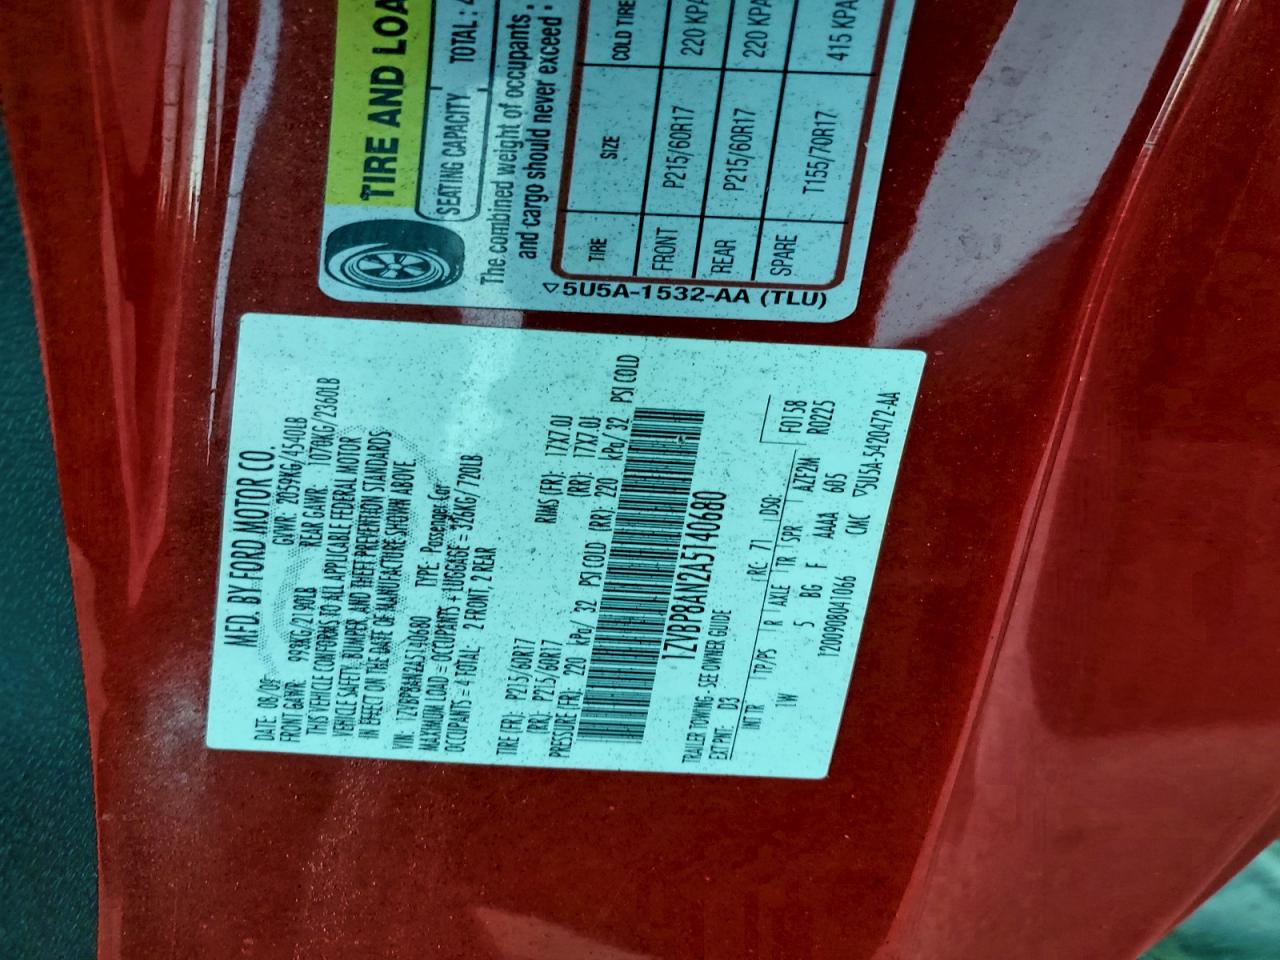 TIRE AND LOA
SEATING CAPACITY TOTAL: 4
The combined weight of occupants
and cargo should never exceed
TIRE SIZE COLD TIRE
FRONT P215/60R17 220 KPA
REAR P215/60R17 220 KPA
SPARE T155/70R17 415 KPA
5U5A-1532-AA (TLU)
MFD. BY FORD MOTOR CO.
DATE: 08/09 GVWR: 2059KG/4540LB
FRONT GAWR: 993KG/2190LB REAR GAWR: 1070KG/2360LB
THIS VEHICLE CONFORMS TO ALL APPLICABLE FEDERAL MOTOR
VEHICLE SAFETY, BUMPER, AND THEFT PREVENTION STANDARDS
IN EFFECT ON THE DATE OF MANUFACTURE SHOWN ABOVE
VIN: 1ZVBP8AN2A5140680 TYPE: Passenger Car
MAXIMUM LOAD = OCCUPANTS + LUGGAGE = 326KG/720LB
OCCUPANTS = 4 TOTAL: 2 FRONT, 2 REAR
TIRE (FR): P215/60R17 RIMS (FR): 17X7.0J
(RR): P215/60R17 (RR): 17X7.0J
PRESSURE (FR): 220 kPa/ 32 PSI COLD (RR): 220 kPa/ 32 PSI COLD
1ZVBP8AN2A5140680
TRAILER TOWING - SEE OWNER GUIDE
EXT PNT: D3 RC: 71 DSO: F0158
INT TR TP/PS R AXLE TR SPR R0225
1W 5 BG F AAAA AZE2M
605
1200908041066 CMC 5U5A-5420472-AA